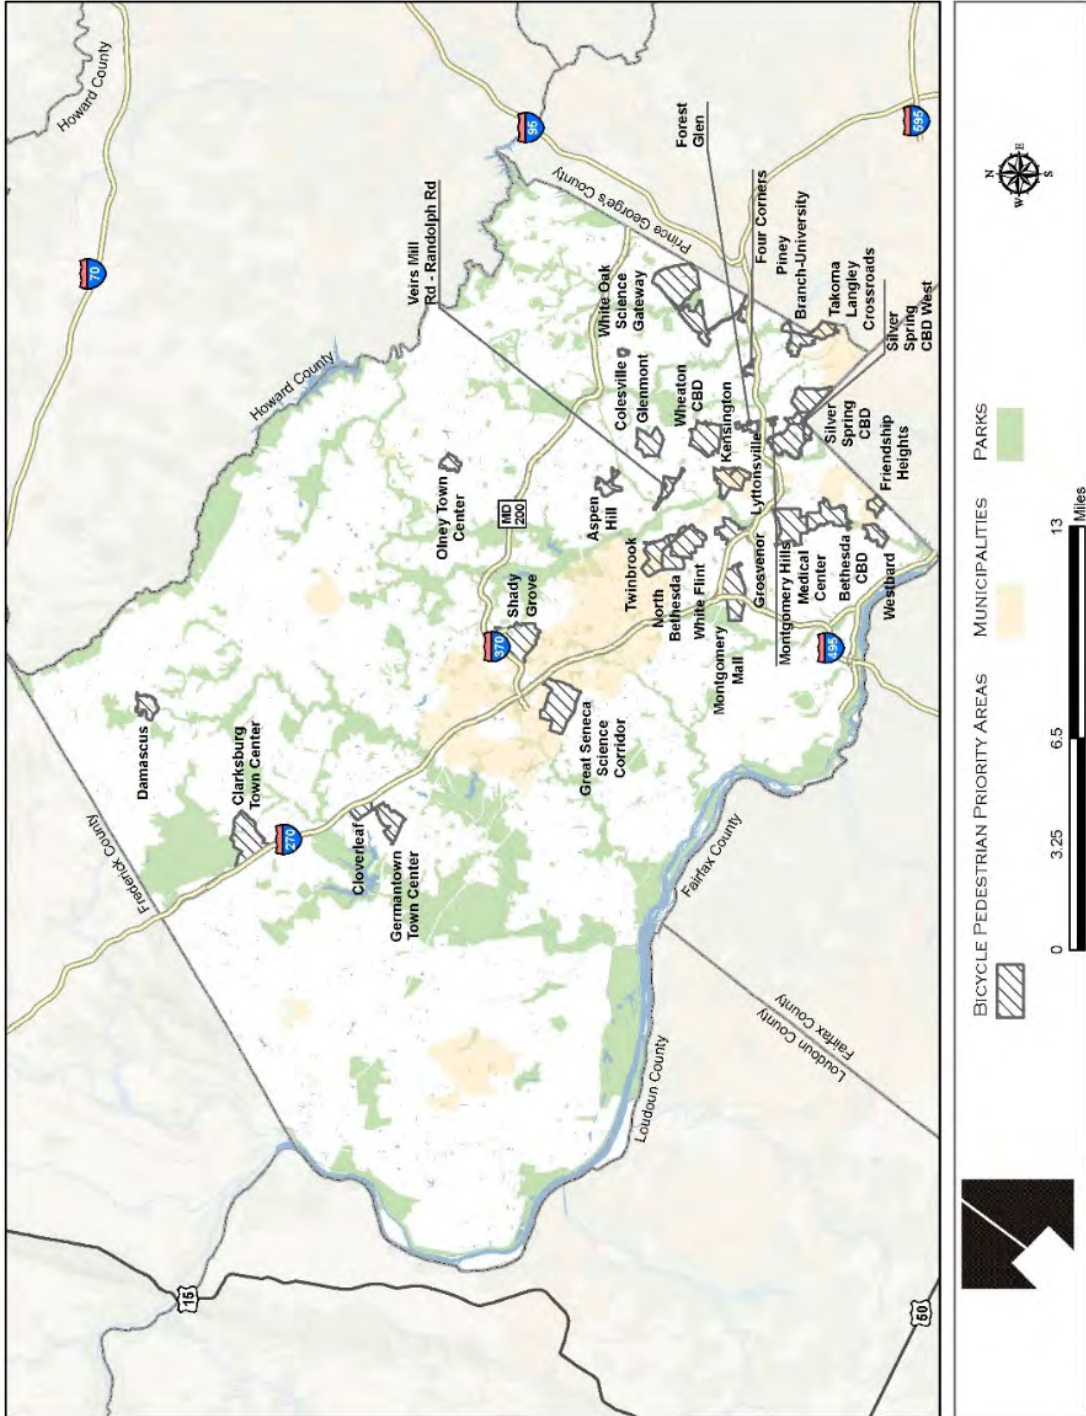 Howard County
70
Frederick County
Howard County
95
Prince George's County
595
15
Damascus
Clarksburg
Town Center
270
Cloverleaf
Germantown
Town Center
Olney Town
Center
MD
200
Veirs Mill
Rd - Randolph Rd
370
Shady
Grove
Great Seneca
Science
Corridor
Aspen
Hill
Colesville
Glenmont
White Oak
Science
Gateway
Forest
Glen
Four Corners
Piney
Branch-University
Takoma
Langley
Crossroads
Silver
Spring
CBD West
Wheaton
CBD
Kensington
Lyttonsville
Silver
Spring
CBD
Friendship
Heights
Twinbrook
North
Bethesda
White Flint
Grosvenor
Montgomery
Mall
Montgomery Hills
Medical
Center
Bethesda
CBD
Westbard
495
Fairfax County
Loudoun County
Loudoun County
Fairfax County
50
N
E
S
W
BICYCLE PEDESTRIAN PRIORITY AREAS
MUNICIPALITIES
PARKS
0
3.25
6.5
13
Miles